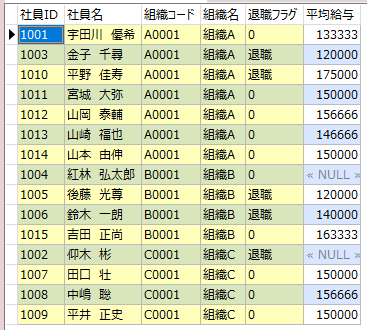 社員ID 社員名 組織コード 組織名 退職フラグ 平均給与
1001 宇田川 優希 A0001 組織A 0 133333
1003 金子 千尋 A0001 組織A 退職 120000
1010 平野 佳寿 A0001 組織A 退職 175000
1011 宮城 大弥 A0001 組織A 0 150000
1012 山岡 泰輔 A0001 組織A 0 156666
1013 山崎 福也 A0001 組織A 0 146666
1014 山本 由伸 A0001 組織A 0 150000
1004 紅林 弘太郎 B0001 組織B 0 « NULL »
1005 後藤 光尊 B0001 組織B 退職 120000
1006 鈴木 一朗 B0001 組織B 退職 140000
1015 吉田 正尚 B0001 組織B 0 163333
1002 仰木 彬 C0001 組織C 退職 « NULL »
1007 田口 壮 C0001 組織C 0 150000
1008 中嶋 聡 C0001 組織C 0 156666
1009 平井 正史 C0001 組織C 0 150000